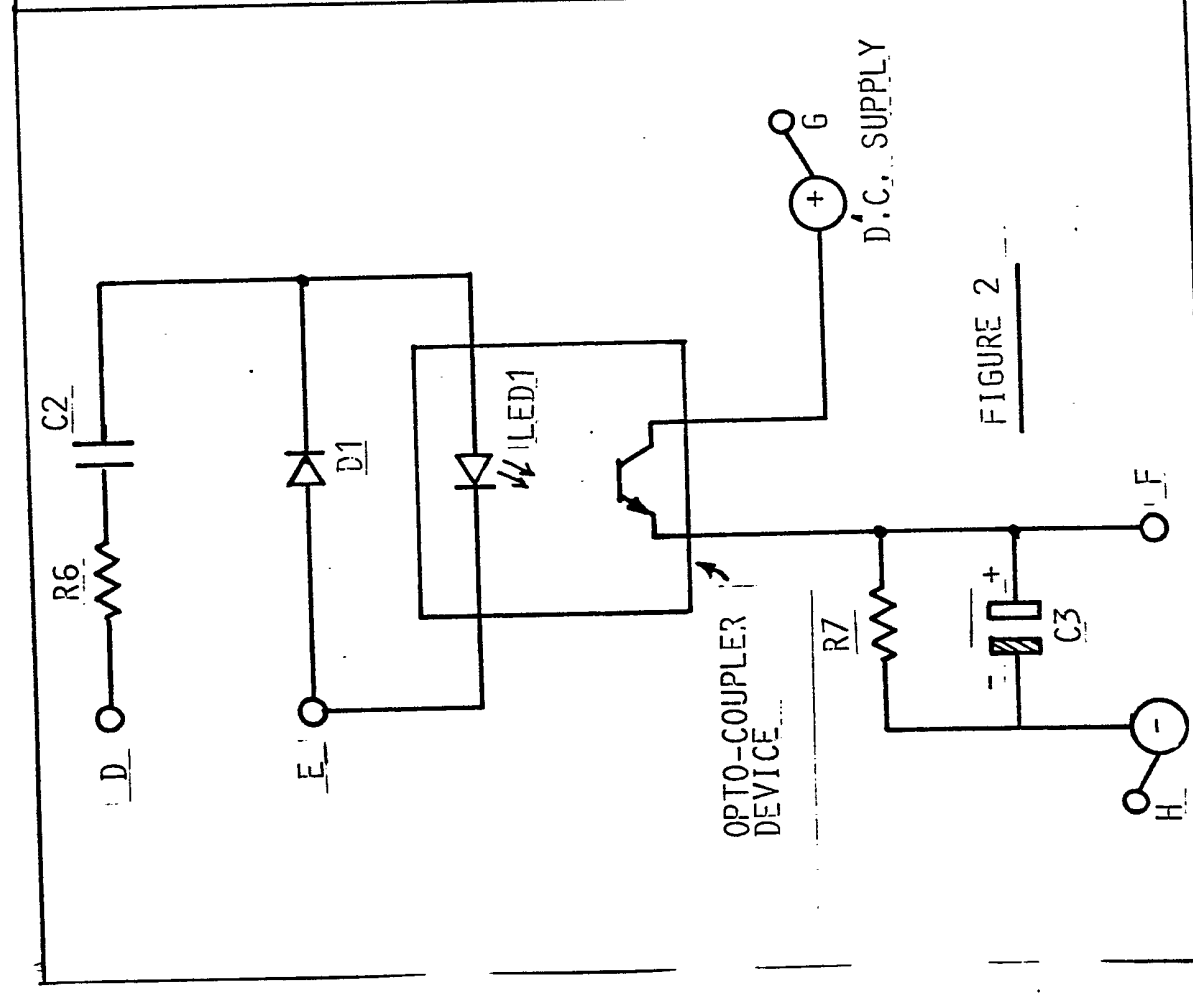 D
R6
C2
E
D1
LED1
OPTO-COUPLER
DEVICE
+
G
D.C. SUPPLY
R7
+
-
C3
F
-
H
FIGURE 2